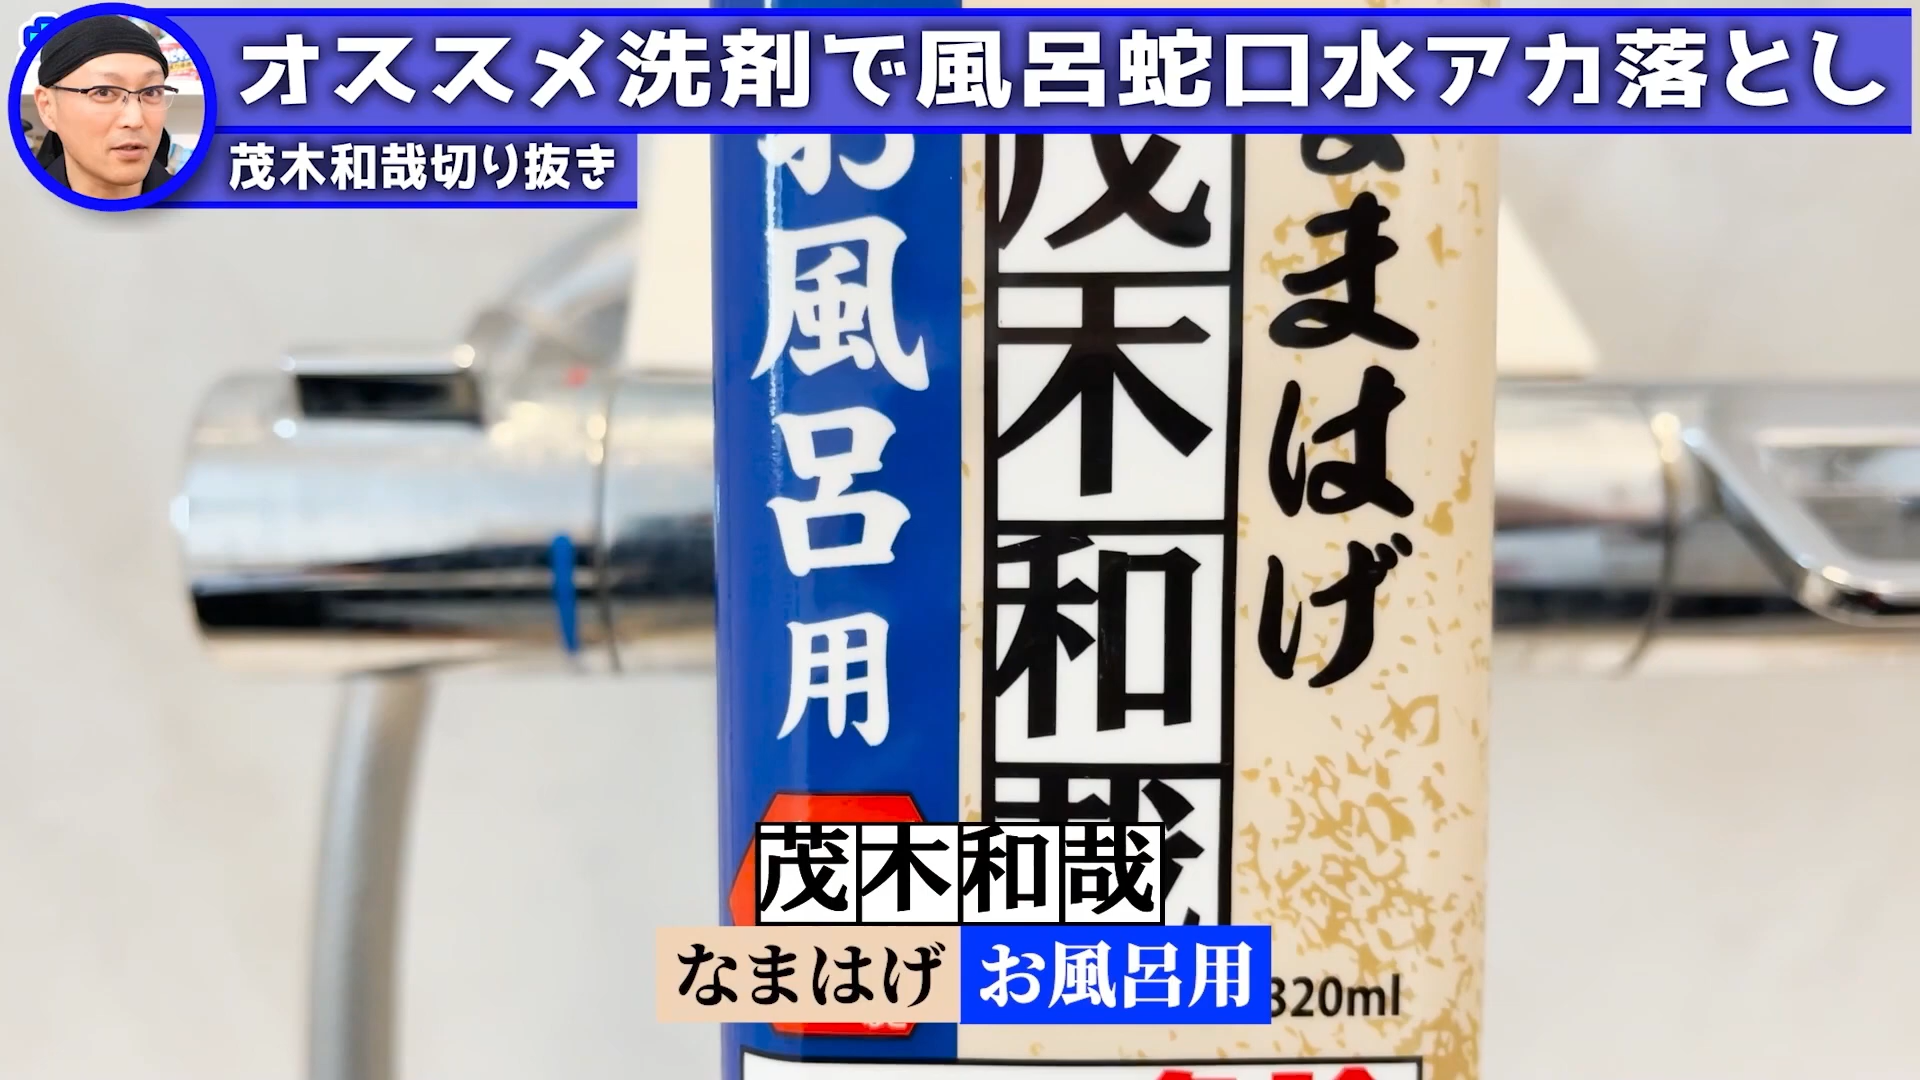 オススメ洗剤で風呂蛇口水アカ落とし
茂木和哉切り抜き
なまはげ
茂木和哉
お風呂用
茂木和哉
なまはげ お風呂用
320ml